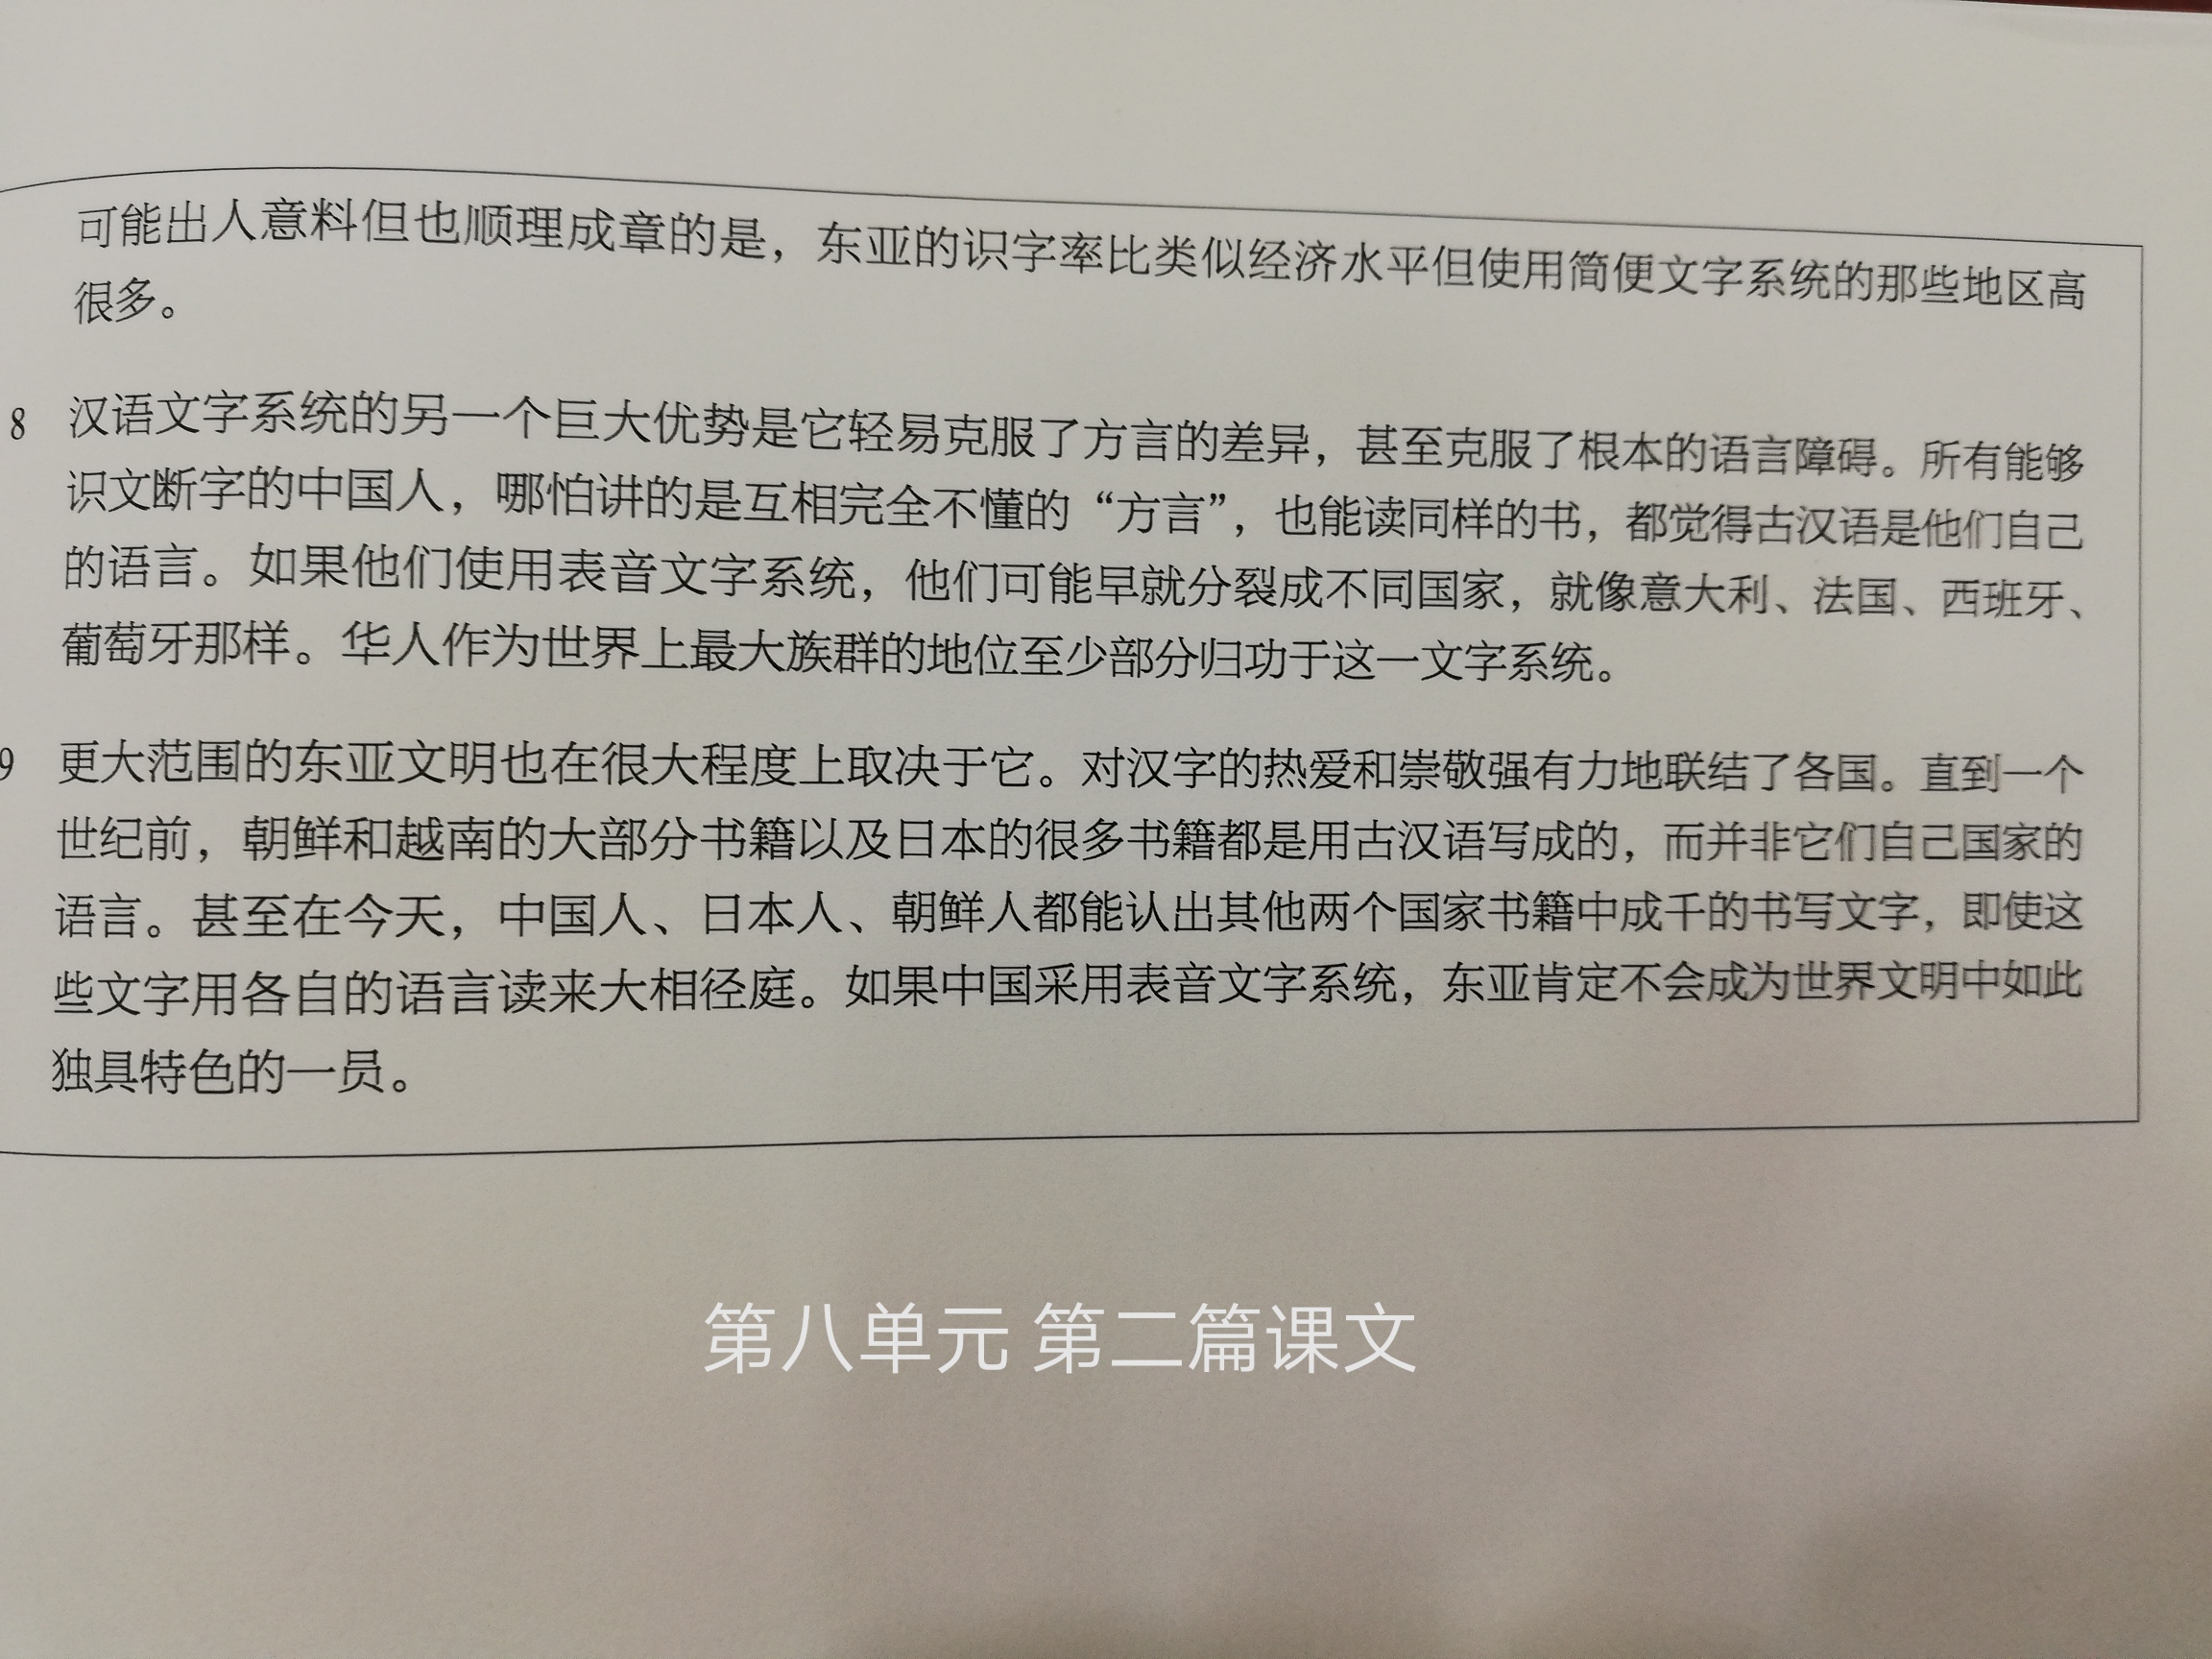 可能出人意料但也顺理成章的是，东亚的识字率比类似经济水平但使用简便文字系统的那些地区高
很多。
8 汉语文字系统的另一个巨大优势是它轻易克服了方言的差异，甚至克服了根本的语言障碍。所有能够
识文断字的中国人，哪怕讲的是互相完全不懂的“方言”，也能读同样的书，都觉得古汉语是他们自己
的语言。如果他们使用表音文字系统，他们可能早就分裂成不同国家，就像意大利、法国、西班牙、
葡萄牙那样。华人作为世界上最大族群的地位至少部分归功于这一文字系统。
9 更大范围的东亚文明也在很大程度上取决于它。对汉字的热爱和崇敬强有力地联结了各国。直到一个
世纪前，朝鲜和越南的大部分书籍以及日本的很多书籍都是用古汉语写成的，而并非它们自己国家的
语言。甚至在今天，中国人、日本人、朝鲜人都能认出其他两个国家书籍中成千的书写文字，即使这
些文字用各自的语言读来大相径庭。如果中国采用表音文字系统，东亚肯定不会成为世界文明中如此
独具特色的一员。
第八单元 第二篇课文